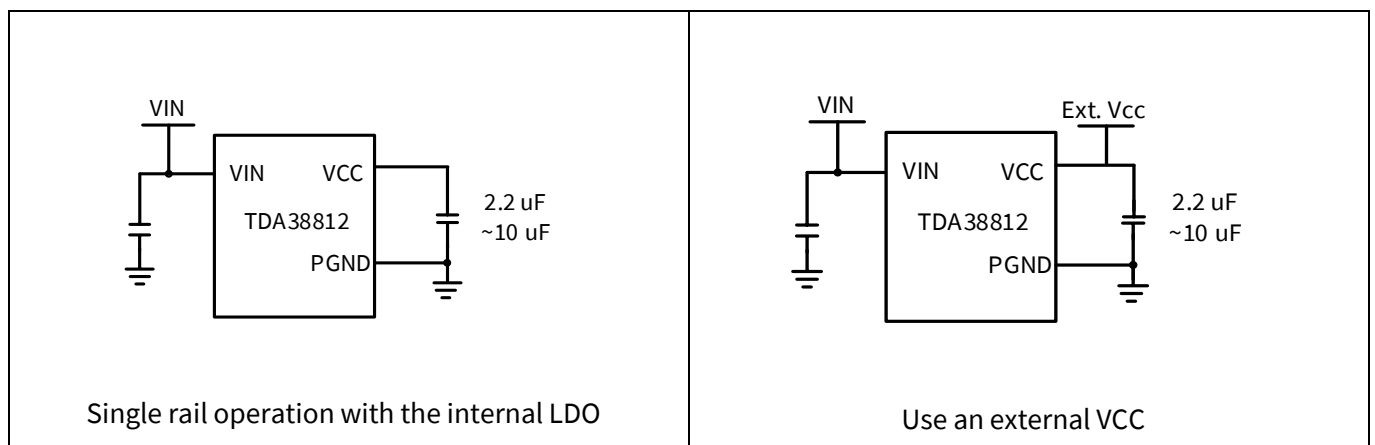 VIN
VIN VCC
TDA38812
PGND
2.2 uF
~10 uF
Single rail operation with the internal LDO
VIN
Ext. Vcc
VIN VCC
TDA38812
PGND
2.2 uF
~10 uF
Use an external VCC